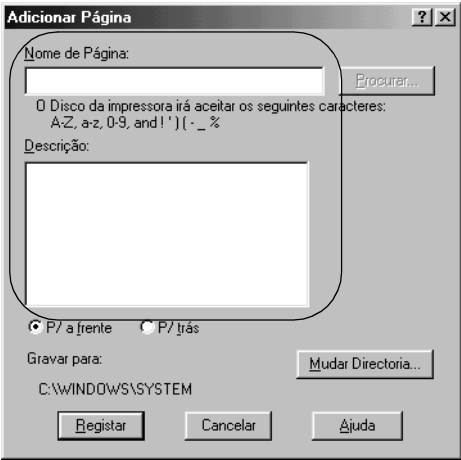 Adicionar Página
Nome de Página:
Procurar...
O Disco da impressora irá aceitar os seguintes carácteres:
A-Z, a-z, 0-9, and ! ' ) ( - _ %
Descrição:
P/ a frente P/ trás
Gravar para:
Mudar Directoria...
C:\WINDOWS\SYSTEM
Registar Cancelar Ajuda